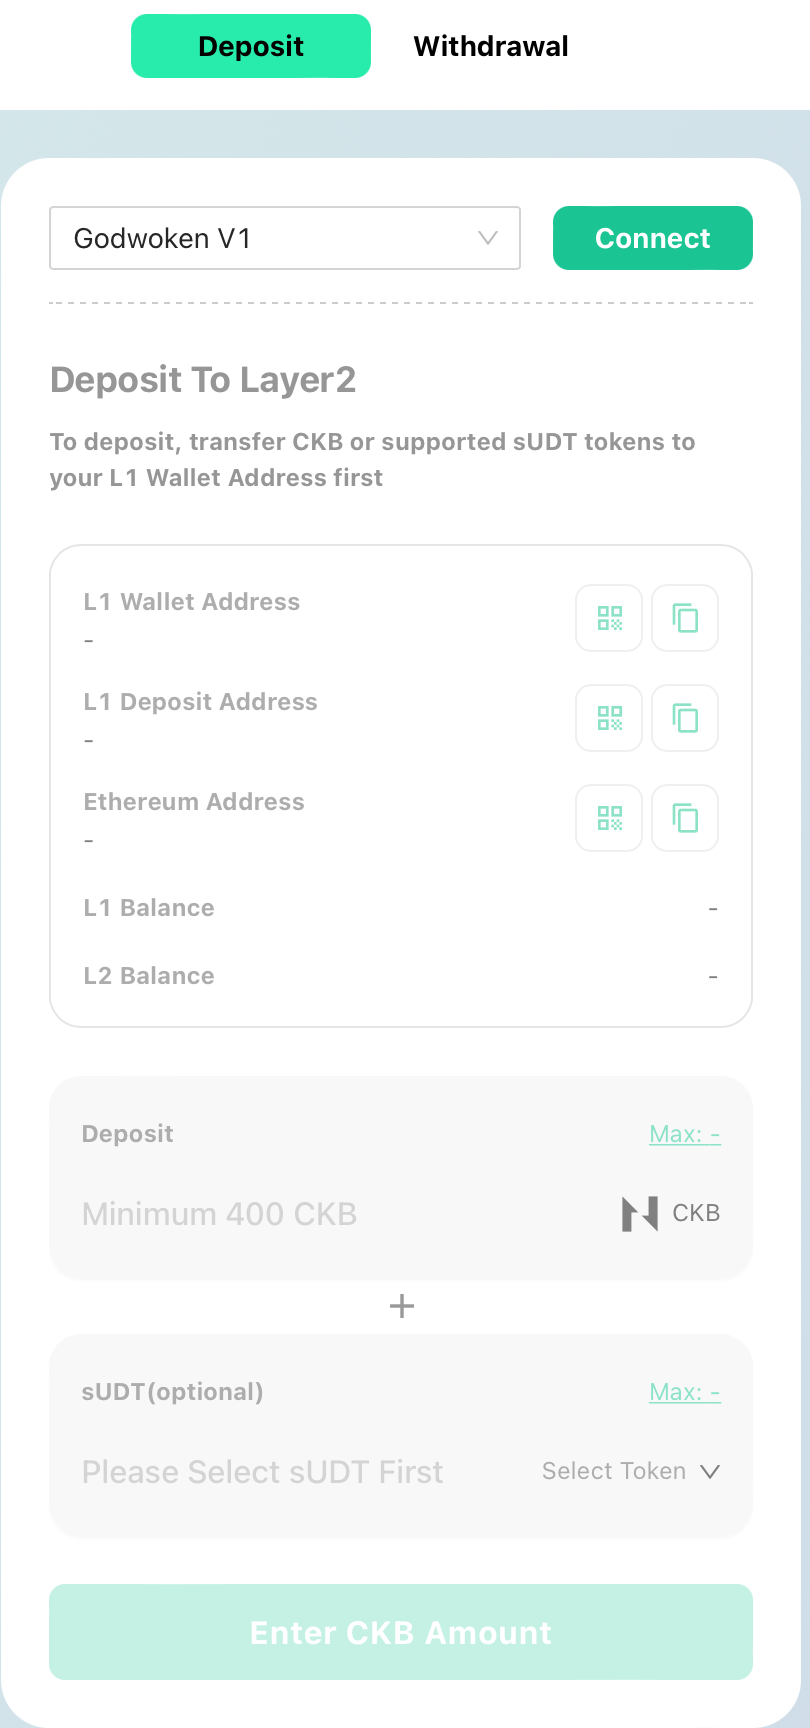 Deposit Withdrawal
Godwoken V1 Connect
Deposit To Layer2
To deposit, transfer CKB or supported sUDT tokens to
your L1 Wallet Address first
L1 Wallet Address
-
L1 Deposit Address
-
Ethereum Address
-
L1 Balance -
L2 Balance -
Deposit Max: -
Minimum 400 CKB CKB
+
sUDT(optional) Max: -
Please Select sUDT First Select Token
Enter CKB Amount